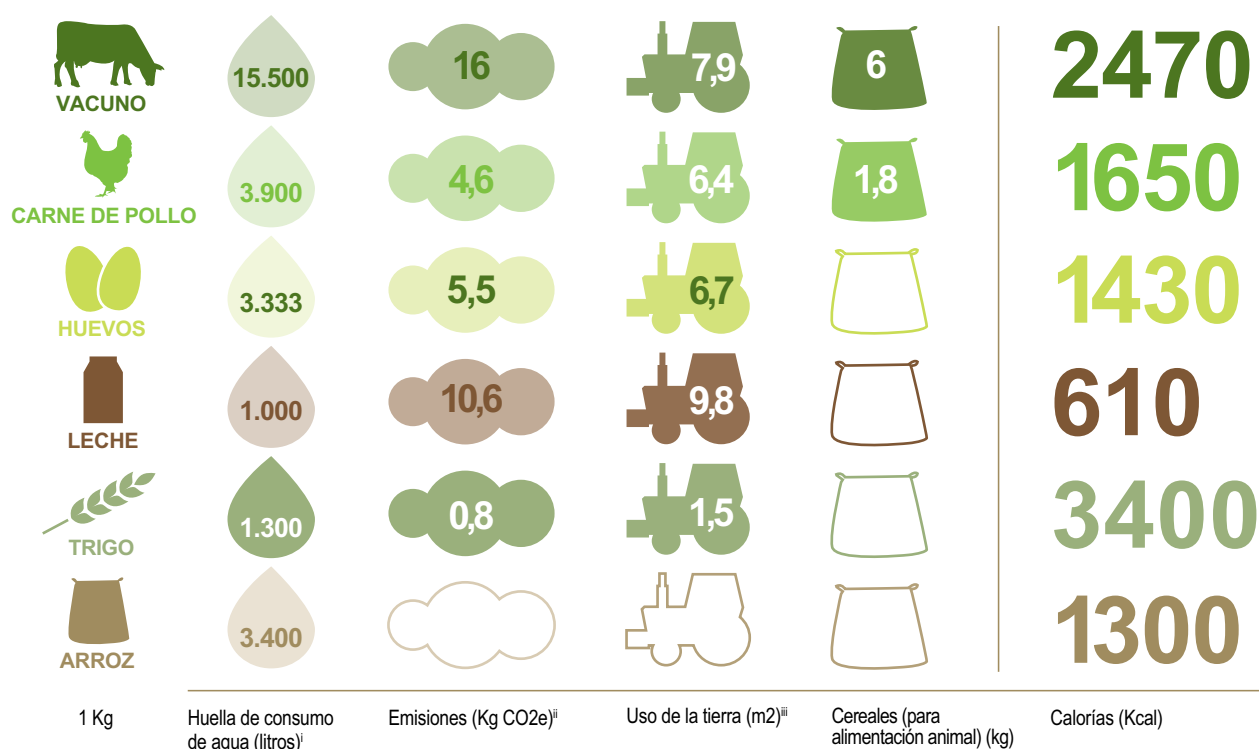 VACUNO
15.500
16
7,9
6
2470
CARNE DE POLLO
3.900
4,6
6,4
1,8
1650
HUEVOS
3.333
5,5
6,7
1430
LECHE
1.000
10,6
9,8
610
TRIGO
1.300
0,8
1,5
3400
ARROZ
3.400
1300
1 Kg
Huella de consumo
de agua (litros)ⁱ
Emisiones (Kg CO2e)ⁱⁱ
Uso de la tierra (m2)ⁱⁱⁱ
Cereales (para
alimentación animal) (kg)
Calorías (Kcal)